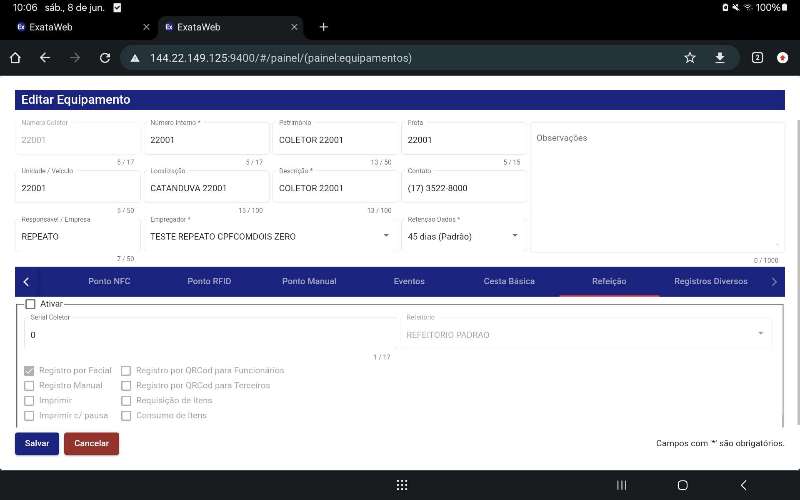 10:06 sáb., 8 de jun. 100%
Ex ExataWeb
Ex ExataWeb
144.22.149.125:9400/#/painel/(painel:equipamentos)
2
Editar Equipamento
Número Coletor
22001
5 / 17
Número Interno *
22001
5 / 17
Patrimônio
COLETOR 22001
13 / 50
Frota
22001
5 / 15
Observações
0 / 1000
Unidade / Veículo
22001
5 / 50
Localização
CATANDUVA 22001
15 / 100
Descrição *
COLETOR 22001
13 / 100
Contato
(17) 3522-8000
Responsável / Empresa
REPEATO
7 / 50
Empregador *
TESTE REPEATO CPFCOMDOIS ZERO
Retenção Dados *
45 dias (Padrão)
Ponto NFC Ponto RFID Ponto Manual Eventos Cesta Básica Refeição Registros Diversos
Ativar
Serial Coletor
0
1 / 17
Refeitório
REFEITORIO PADRAO
Registro por Facial Registro por QRCod para Funcionários
Registro Manual Registro por QRCod para Terceiros
Imprimir Requisição de Itens
Imprimir c/ pausa Consumo de Itens
Salvar Cancelar Campos com '*' são obrigatórios.